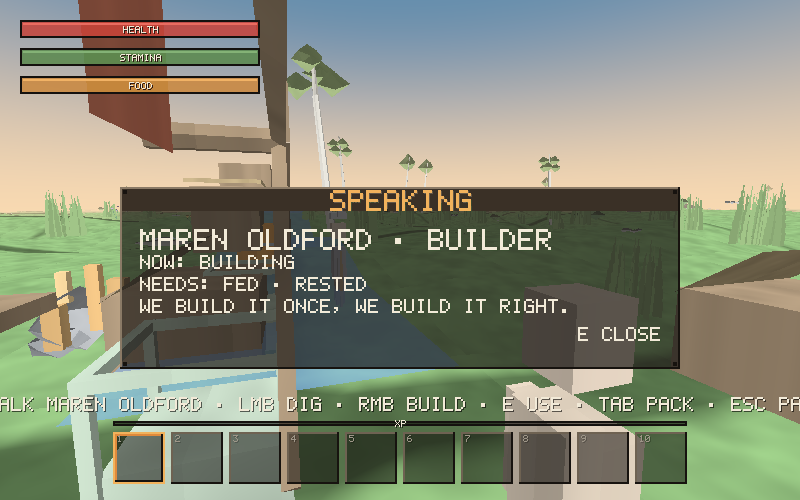 HEALTH
STAMINA
FOOD
SPEAKING
MAREN OLDFORD · BUILDER
NOW: BUILDING
NEEDS: FED · RESTED
WE BUILD IT ONCE, WE BUILD IT RIGHT.
E CLOSE
ALK MAREN OLDFORD · LMB DIG · RMB BUILD · E USE · TAB PACK · ESC PA
XP
1 2 3 4 5 6 7 8 9 10